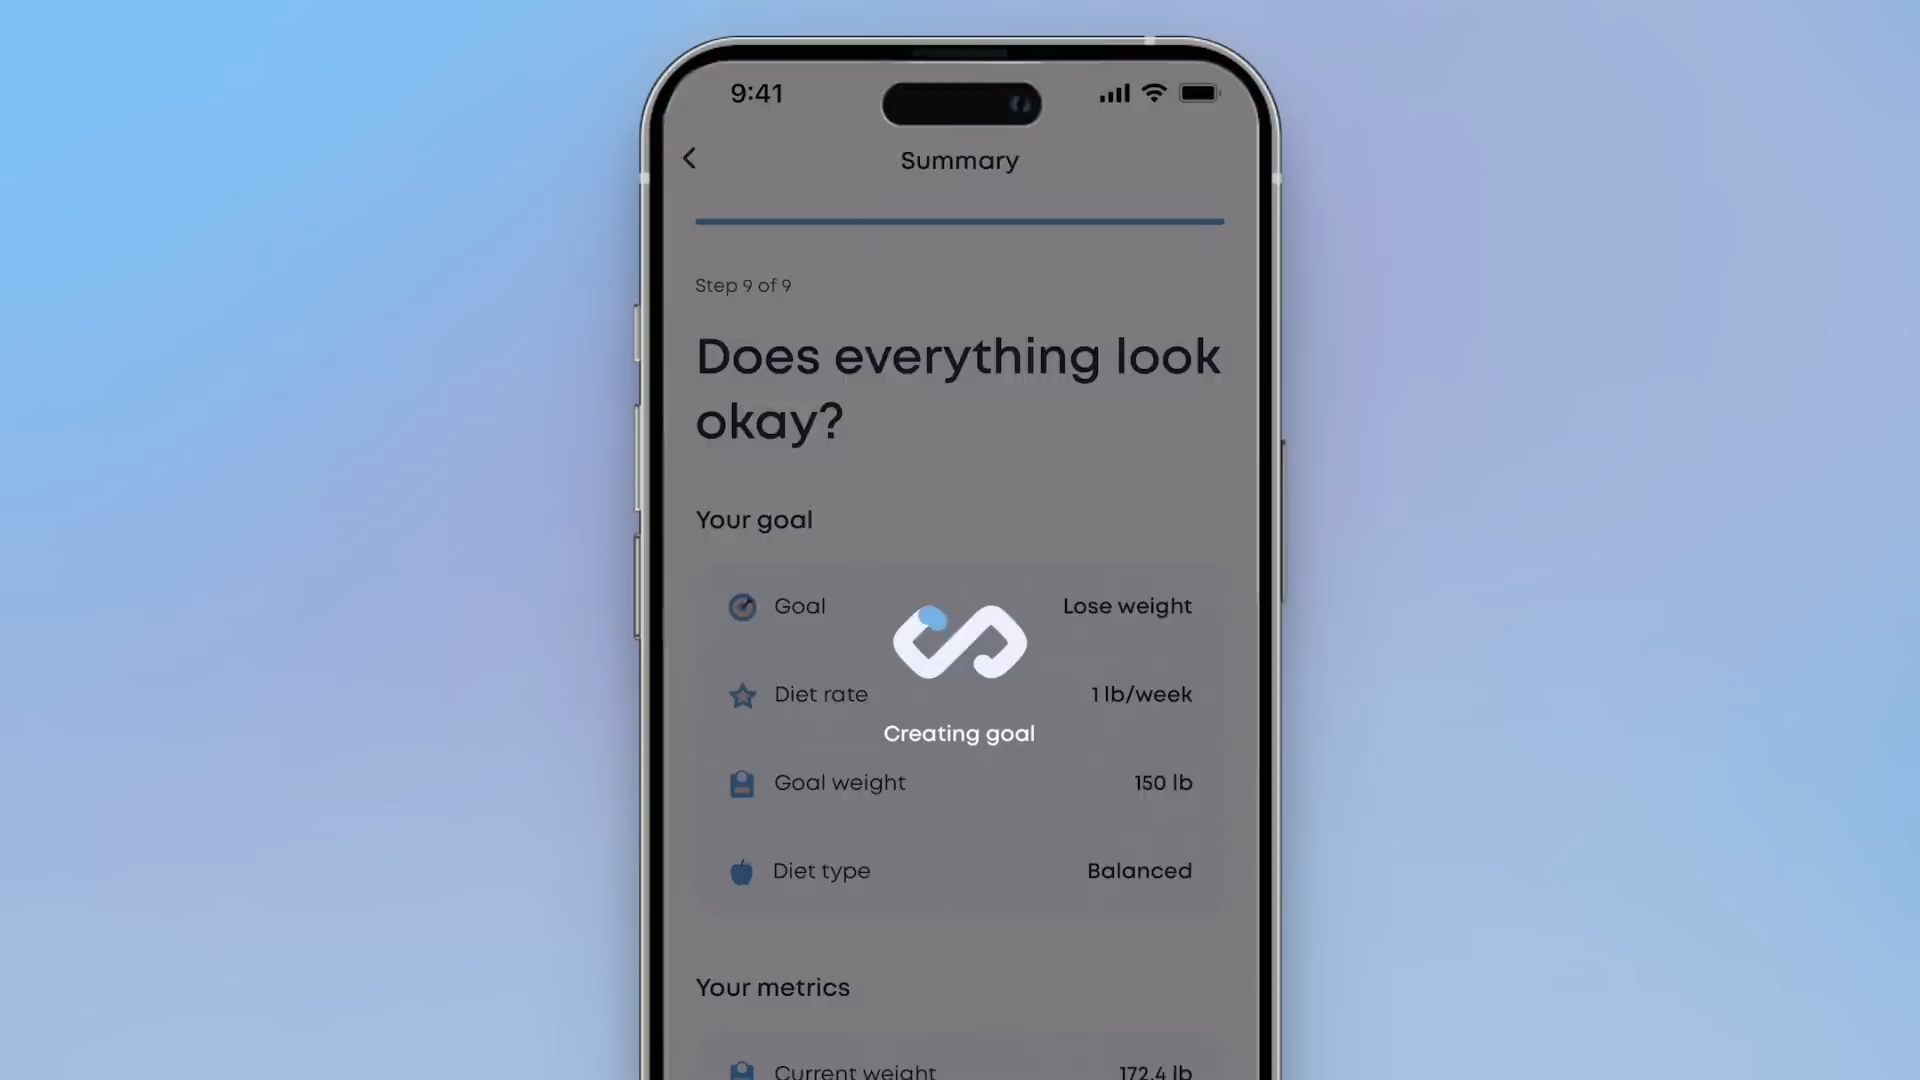 9:41
Summary
Step 9 of 9
Does everything look
okay?
Your goal
Goal Lose weight
Diet rate 1 lb/week
Creating goal
Goal weight 150 lb
Diet type Balanced
Your metrics
Current weight 172.4 lb